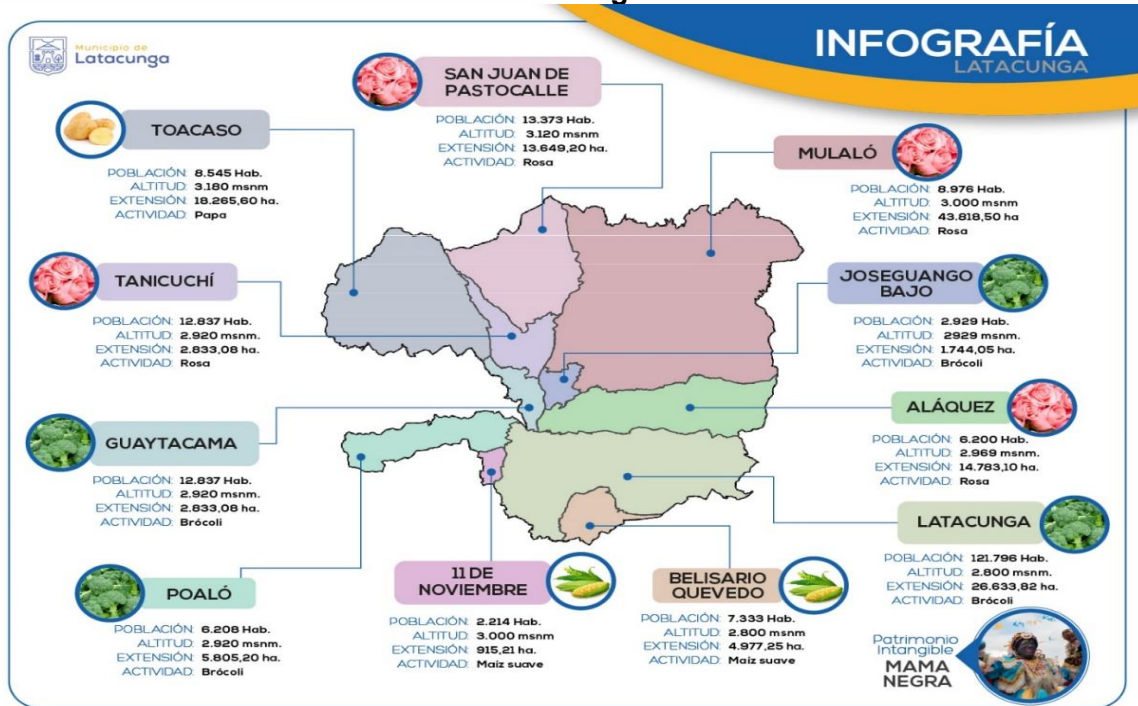 Municipio de
Latacunga
INFOGRAFÍA
LATACUNGA
SAN JUAN DE
PASTOCALLE
POBLACIÓN: 13.373 Hab.
ALTITUD: 3.120 msnm
EXTENSIÓN: 13.649,20 ha.
ACTIVIDAD: Rosa
TOACASO
POBLACIÓN: 8.545 Hab.
ALTITUD: 3.180 msnm
EXTENSIÓN: 18.265,60 ha.
ACTIVIDAD: Papa
MULALÓ
POBLACIÓN: 8.976 Hab.
ALTITUD: 3.000 msnm
EXTENSIÓN: 43.818,50 ha
ACTIVIDAD: Rosa
TANICUCHÍ
POBLACIÓN: 12.837 Hab.
ALTITUD: 2.920 msnm.
EXTENSIÓN: 2.833,08 ha.
ACTIVIDAD: Rosa
JOSEGUANGO
BAJO
POBLACIÓN: 2.929 Hab.
ALTITUD: 2929 msnm.
EXTENSIÓN: 1.744,05 ha.
ACTIVIDAD: Brócoli
GUAYTACAMA
POBLACIÓN: 12.837 Hab.
ALTITUD: 2.920 msnm.
EXTENSIÓN: 2.833,08 ha.
ACTIVIDAD: Brócoli
ALÁQUEZ
POBLACIÓN: 6.200 Hab.
ALTITUD: 2.969 msnm.
EXTENSIÓN: 14.783,10 ha.
ACTIVIDAD: Rosa
LATACUNGA
POBLACIÓN: 121.796 Hab.
ALTITUD: 2.800 msnm.
EXTENSIÓN: 26.633,82 ha.
ACTIVIDAD: Brócoli
POALÓ
POBLACIÓN: 6.208 Hab.
ALTITUD: 2.920 msnm.
EXTENSIÓN: 5.805,20 ha.
ACTIVIDAD: Brócoli
11 DE
NOVIEMBRE
POBLACIÓN: 2.214 Hab.
ALTITUD: 3.000 msnm
EXTENSIÓN: 915,21 ha.
ACTIVIDAD: Maíz suave
BELISARIO
QUEVEDO
POBLACIÓN: 7.333 Hab.
ALTITUD: 2.800 msnm
EXTENSIÓN: 4.977,25 ha.
ACTIVIDAD: Maíz suave
Patrimonio
Intangible
MAMA
NEGRA